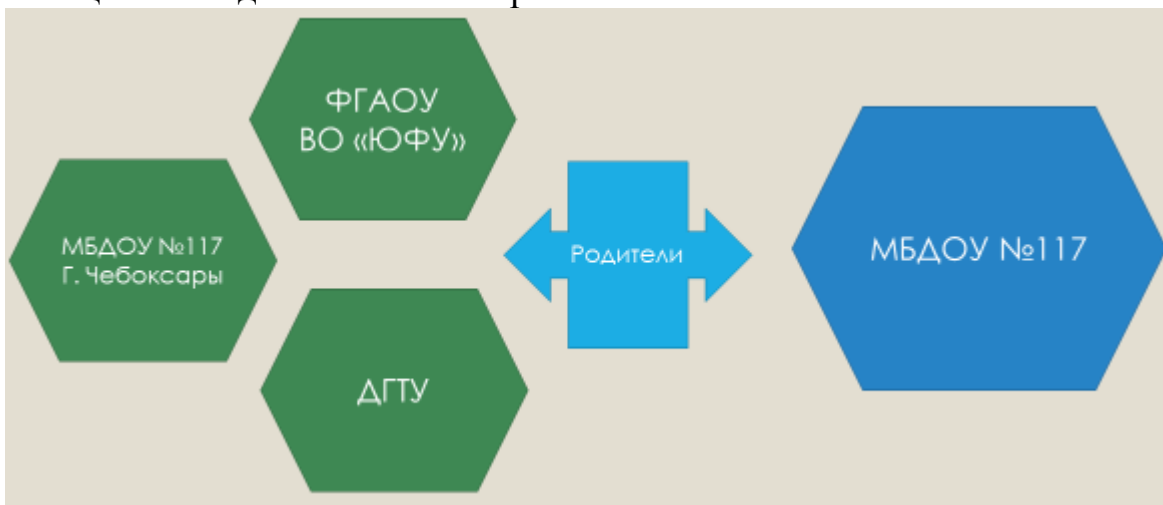 ФГАОУ
ВО «ЮФУ»
МБДОУ №117
Г. Чебоксары
ДГТУ
Родители
МБДОУ №117